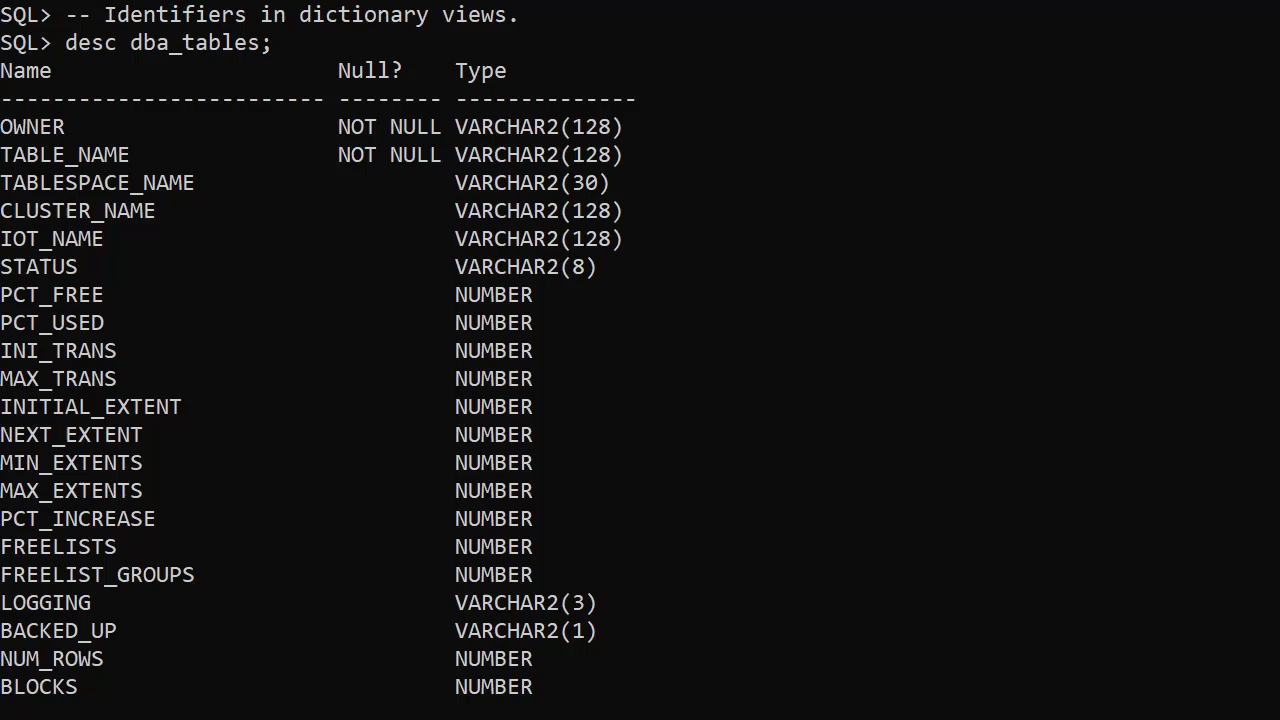 SQL> -- Identifiers in dictionary views.
SQL> desc dba_tables;
Name                      Null?    Type
------------------------- -------- --------------
OWNER                     NOT NULL VARCHAR2(128)
TABLE_NAME                NOT NULL VARCHAR2(128)
TABLESPACE_NAME                    VARCHAR2(30)
CLUSTER_NAME                       VARCHAR2(128)
IOT_NAME                           VARCHAR2(128)
STATUS                             VARCHAR2(8)
PCT_FREE                           NUMBER
PCT_USED                           NUMBER
INI_TRANS                          NUMBER
MAX_TRANS                          NUMBER
INITIAL_EXTENT                     NUMBER
NEXT_EXTENT                        NUMBER
MIN_EXTENTS                        NUMBER
MAX_EXTENTS                        NUMBER
PCT_INCREASE                       NUMBER
FREELISTS                          NUMBER
FREELIST_GROUPS                    NUMBER
LOGGING                            VARCHAR2(3)
BACKED_UP                          VARCHAR2(1)
NUM_ROWS                           NUMBER
BLOCKS                             NUMBER